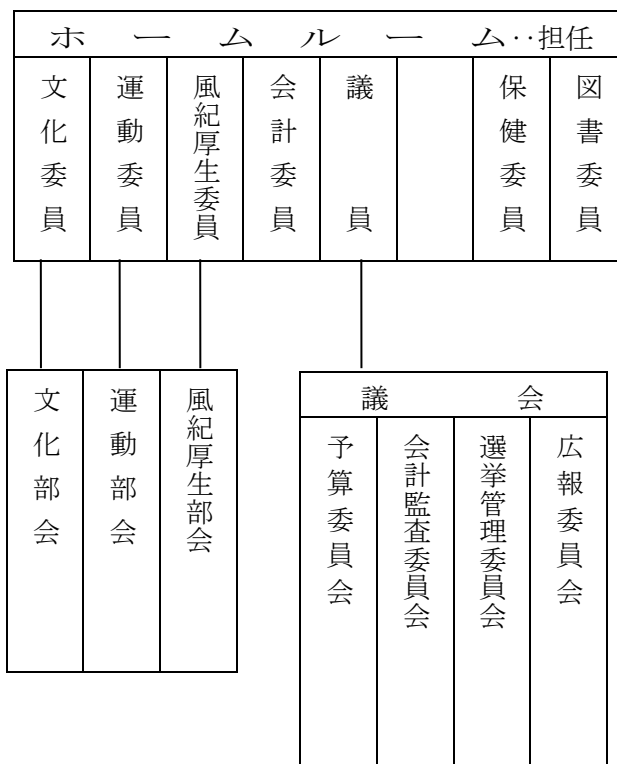 ホームルーム‥担任
文化委員
運動委員
風紀厚生委員
会計委員
議員
保健委員
図書委員
文化部会
運動部会
風紀厚生部会
議会
予算委員会
会計監査委員会
選挙管理委員会
広報委員会